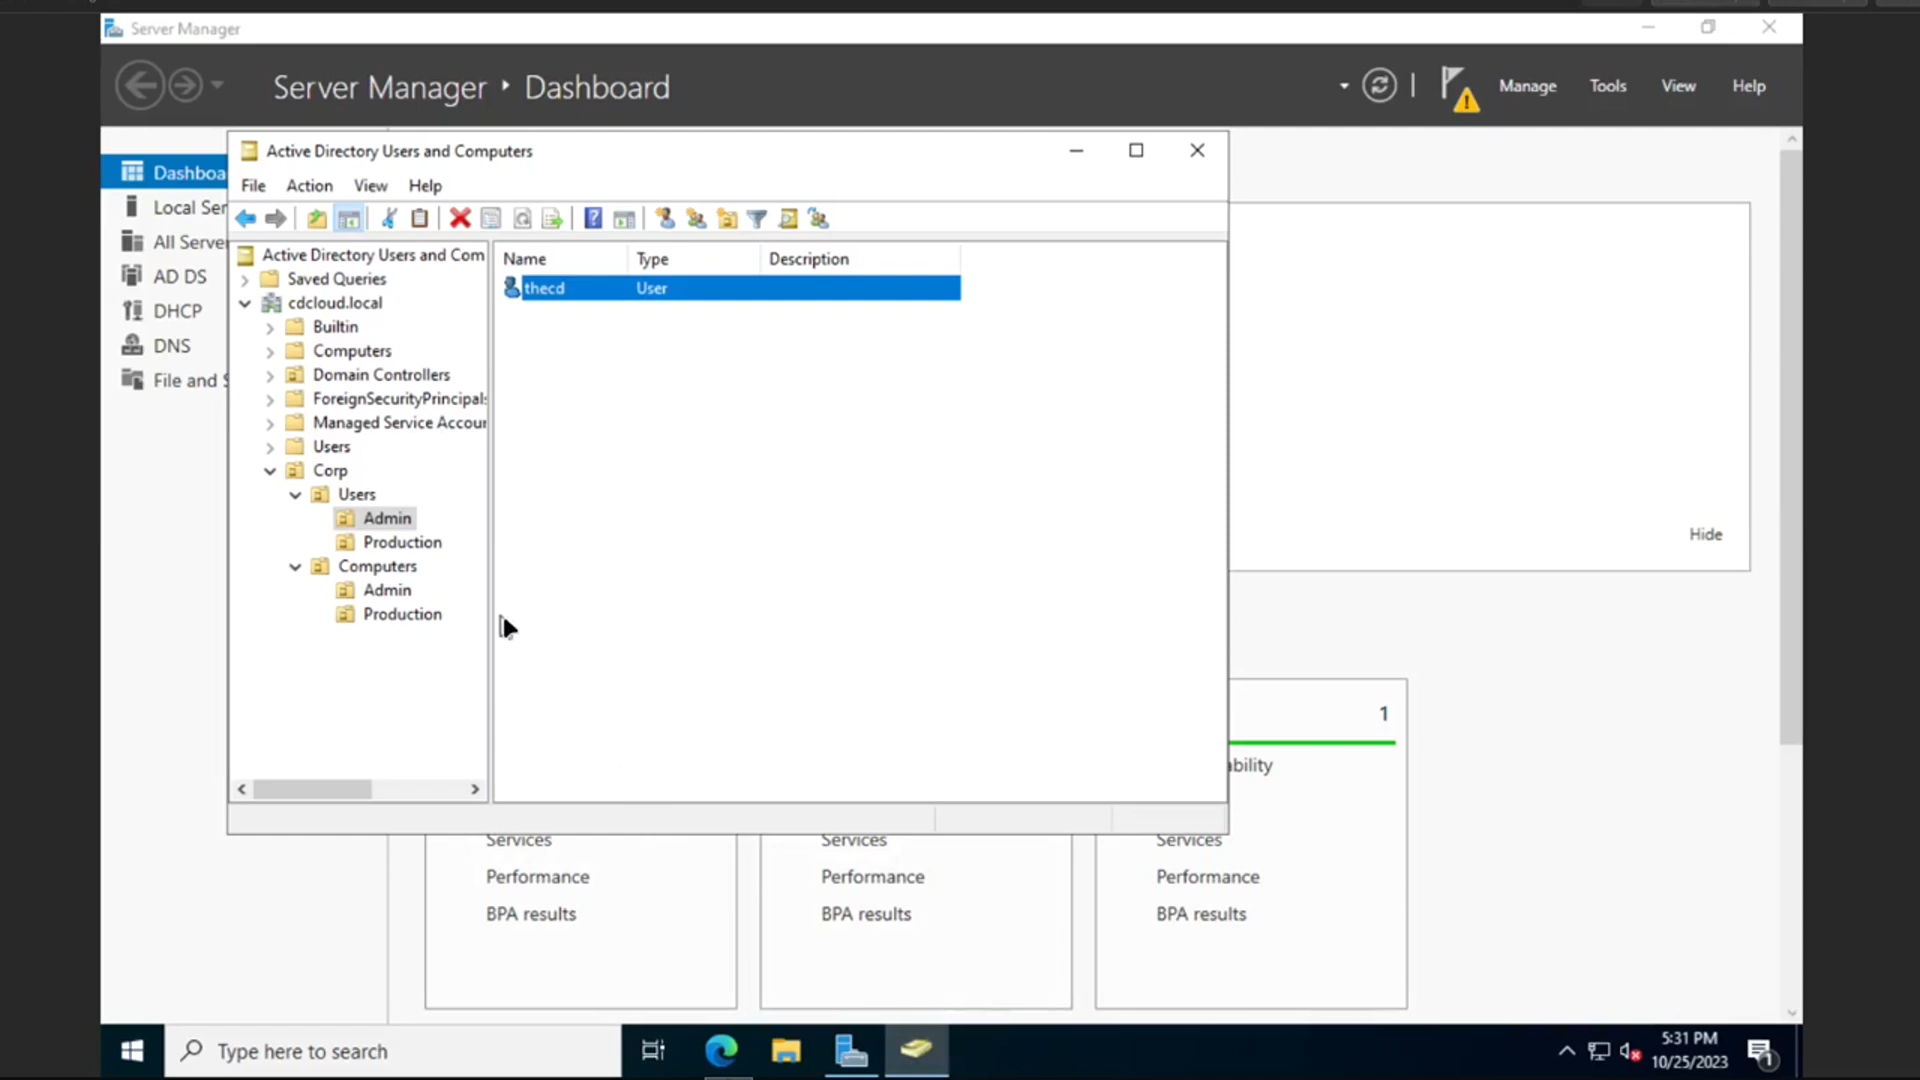 Server Manager
Server Manager ‣ Dashboard
Manage Tools View Help
Dashboa
Local Ser
All Serve
AD DS
DHCP
DNS
File and S
Active Directory Users and Computers
File Action View Help
Active Directory Users and Com
Saved Queries
cdcloud.local
Builtin
Computers
Domain Controllers
ForeignSecurityPrincipals
Managed Service Accour
Users
Corp
Users
Admin
Production
Computers
Admin
Production
Name Type Description
thecd User
Hide
1
ability
Services Services Services
Performance Performance Performance
BPA results BPA results BPA results
Type here to search
5:31 PM
10/25/2023
1